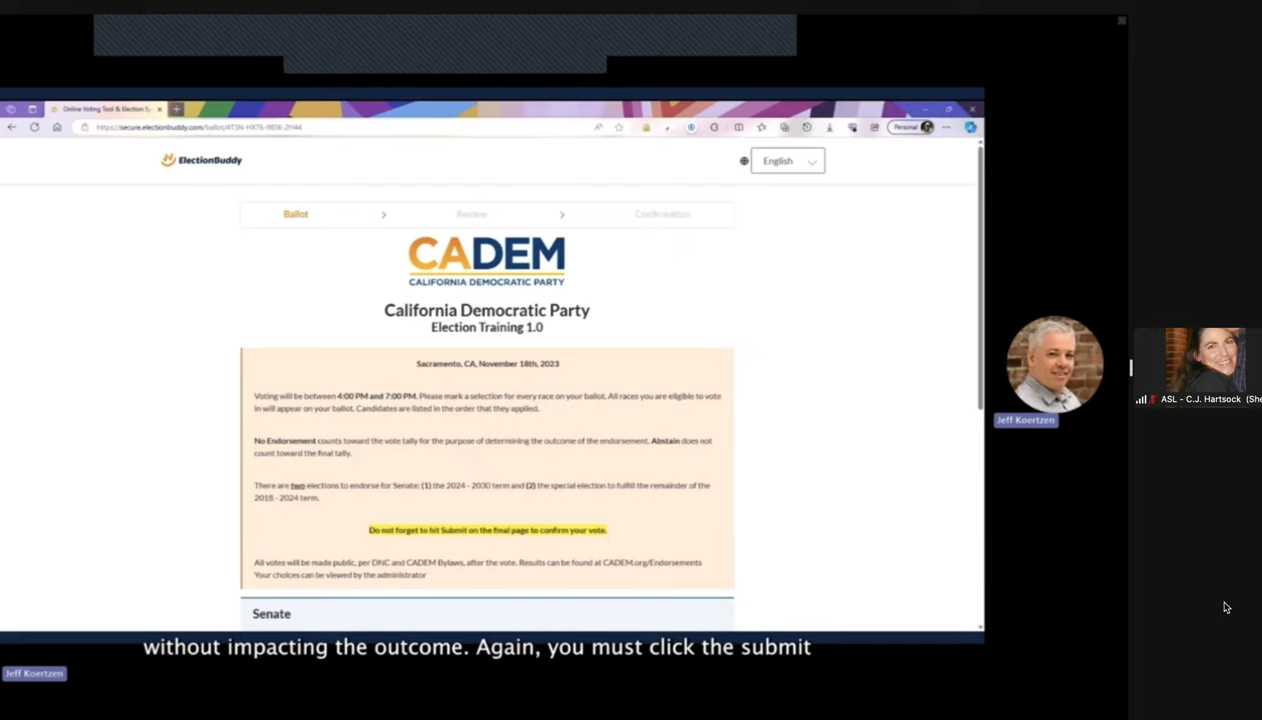 Online Voting Tool & Election Sy
https://secure.electionbuddy.com/ballot/
Personal
ElectionBuddy
English
Ballot
Review
Confirmation
CADEM
CALIFORNIA DEMOCRATIC PARTY
California Democratic Party
Election Training 1.0
Sacramento, CA, November 18th, 2023
Voting will be between 4:00 PM and 7:00 PM. Please mark a selection for every race on your ballot. All races you are eligible to vote
in will appear on your ballot. Candidates are listed in the order that they applied.
No Endorsement counts toward the vote tally for the purpose of determining the outcome of the endorsement. Abstain does not
count toward the final tally.
There are two elections to endorse for Senate: (1) the 2024 - 2030 term and (2) the special election to fulfill the remainder of the
2018 - 2024 term.
Do not forget to hit Submit on the final page to confirm your vote.
All votes will be made public, per DNC and CADEM Bylaws, after the vote. Results can be found at CADEM.org/Endorsements
Your choices can be viewed by the administrator
Senate
without impacting the outcome. Again, you must click the submit
Jeff Koertzen
Jeff Koertzen
ASL - C.J. Hartsock (She